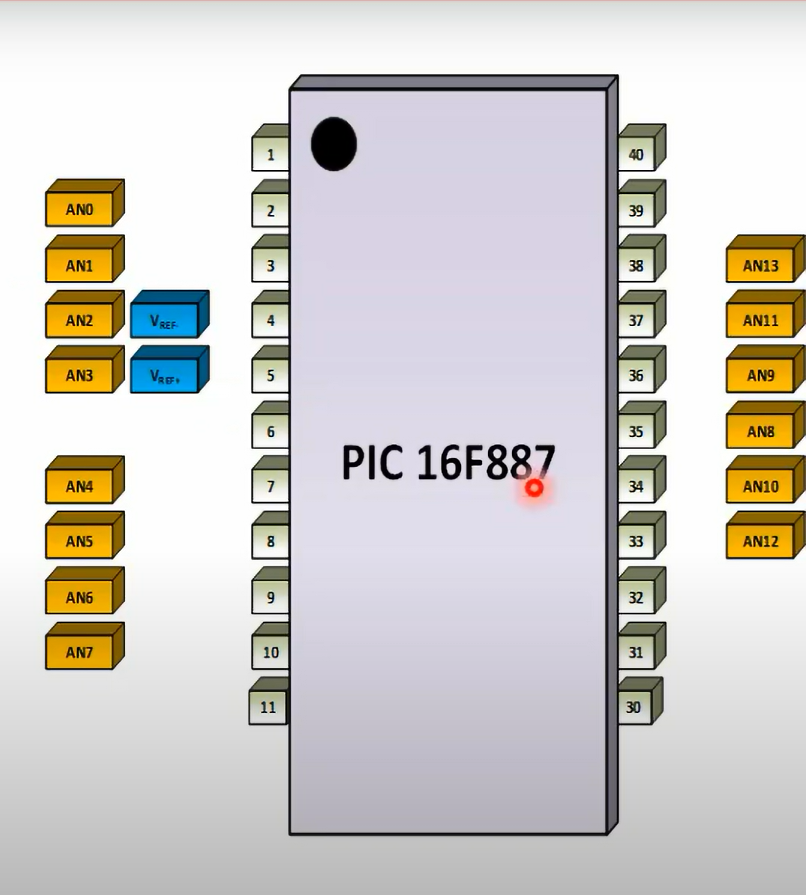 1 40
AN0 2 39
AN1 3 38 AN13
AN2 VREF- 4 37 AN11
AN3 VREF+ 5 36 AN9
6 35 AN8
PIC 16F887
AN4 7 34 AN10
AN5 8 33 AN12
AN6 9 32
AN7 10 31
11 30